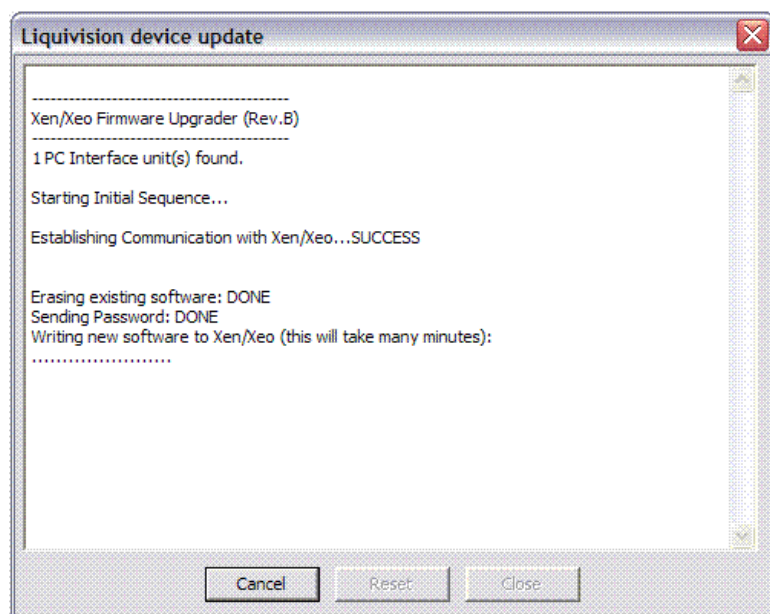 Liquivision device update
------------------------------------------
Xen/Xeo Firmware Upgrader (Rev.B)
------------------------------------------
1 PC Interface unit(s) found.
Starting Initial Sequence...
Establishing Communication with Xen/Xeo...SUCCESS
Erasing existing software: DONE
Sending Password: DONE
Writing new software to Xen/Xeo (this will take many minutes):
.......................
Cancel Reset Close